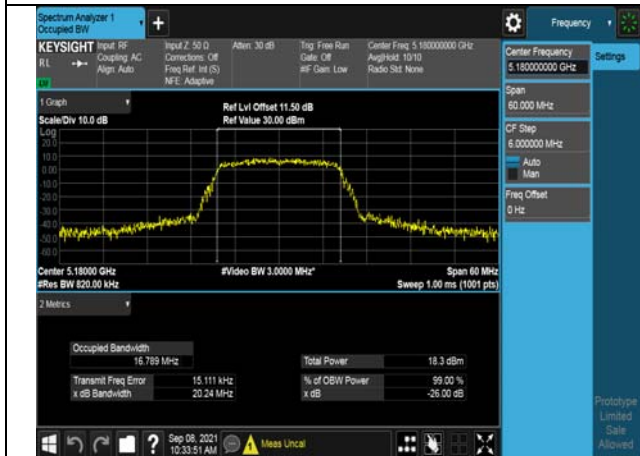 Spectrum Analyzer 1
Occupied BW
+
Frequency
KEYSIGHT
RL
LW
Input: RF
Coupling: AC
Align: Auto
Input Z: 50 Ω
Corrections: Off
Freq Ref: Int (S)
NFE: Adaptive
Atten: 30 dB
Trig: Free Run
Gate: Off
#IF Gain: Low
Center Freq: 5.180000000 GHz
Avg|Hold: 10/10
Radio Std: None
Center Frequency
5.180000000 GHz
Settings
Span
60.000 MHz
CF Step
6.000000 MHz
Auto
Man
Freq Offset
0 Hz
1 Graph
Scale/Div 10.0 dB
Ref Lvl Offset 11.50 dB
Ref Value 30.00 dBm
Log
20.0
10.0
0.00
-10.0
-20.0
-30.0
-40.0
-50.0
-60.0
Center 5.18000 GHz
#Video BW 3.0000 MHz*
Span 60 MHz
#Res BW 820.00 kHz
Sweep 1.00 ms (1001 pts)
2 Metrics
Occupied Bandwidth
16.789 MHz
Total Power
18.3 dBm
Transmit Freq Error
15.111 kHz
% of OBW Power
99.00 %
x dB Bandwidth
20.24 MHz
x dB
-26.00 dB
Prototype
Limited
Sale
Allowed
?
Sep 08, 2021
10:33:51 AM
Meas Uncal